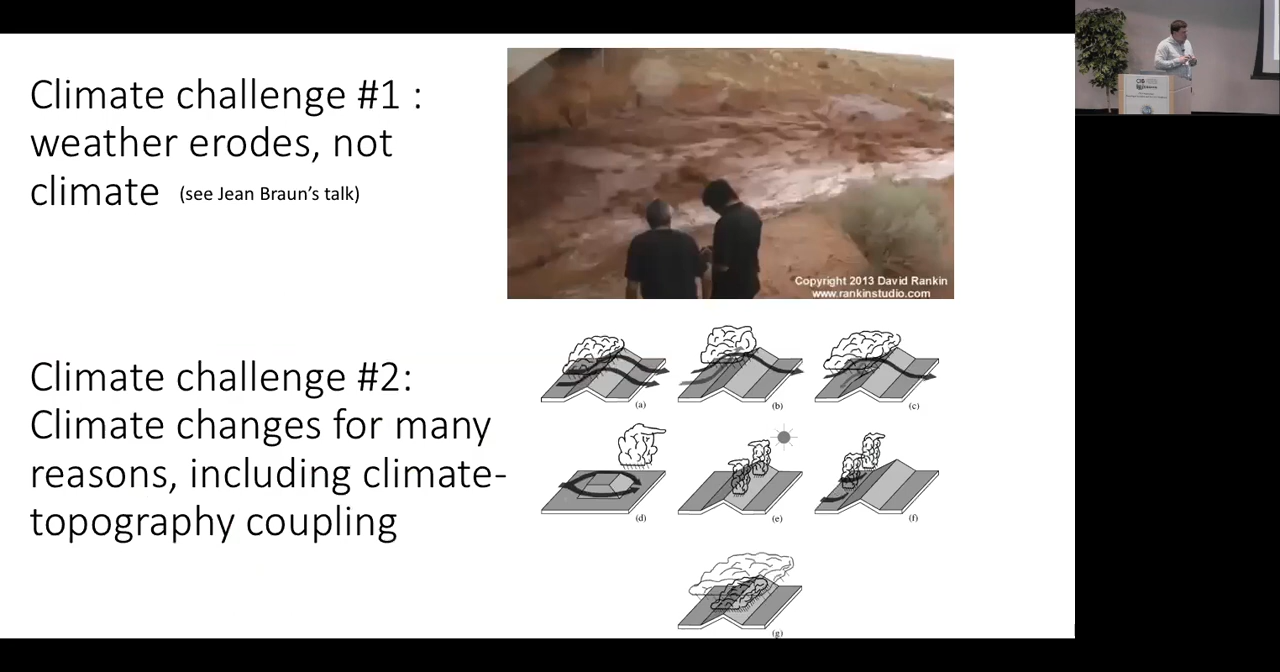 Climate challenge #1 :
weather erodes, not
climate (see Jean Braun's talk)
Copyright 2013 David Rankin
www.rankinstudio.com
Climate challenge #2:
Climate changes for many
reasons, including climate-
topography coupling
(a)
(b)
(c)
(d)
(e)
(f)
(g)